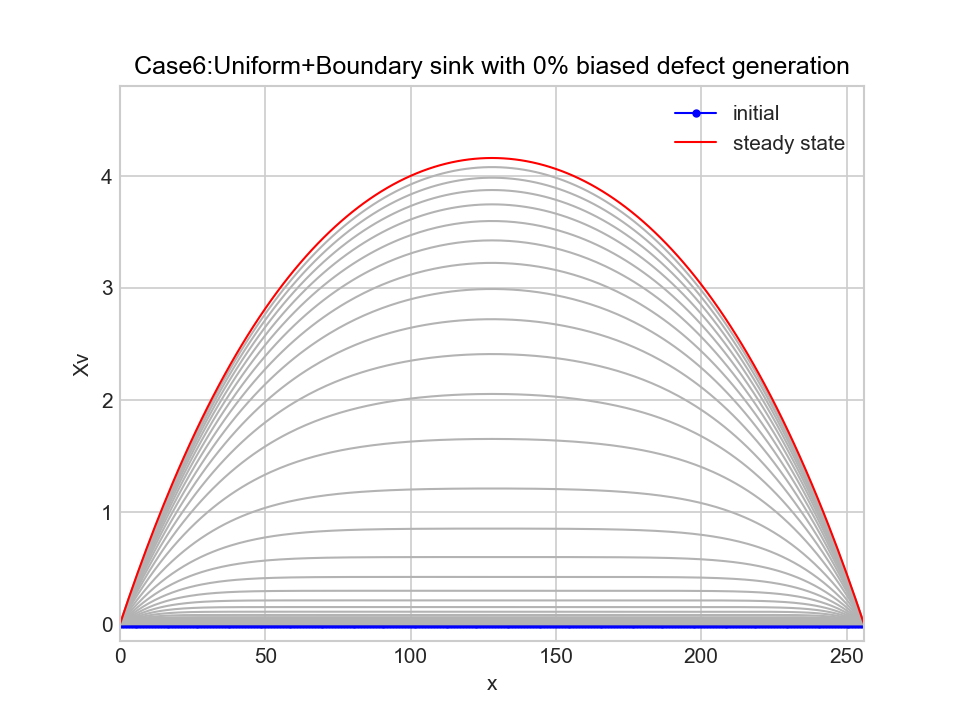 Case6:Uniform+Boundary sink with 0% biased defect generation
initial
steady state
4
3
2
1
0
Xv
0 50 100 150 200 250
x